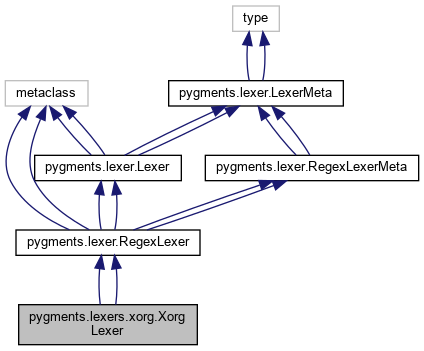 type
metaclass
pygments.lexer.LexerMeta
pygments.lexer.Lexer
pygments.lexer.RegexLexerMeta
pygments.lexer.RegexLexer
pygments.lexers.xorg.Xorg
Lexer